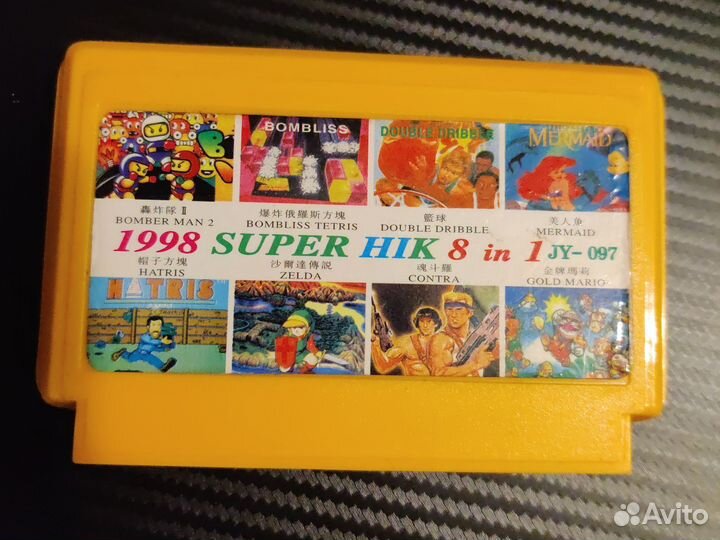 BOMBLISS
DOUBLE DRIBBLE
MERMAID
轟炸隊 II
BOMBER MAN 2
爆炸俄羅斯方塊
BOMBLISS TETRIS
籃球
DOUBLE DRIBBLE
美人魚
MERMAID
1998 SUPER HIK 8 in 1 JY-097
帽子方塊
HATRIS
沙爾達傳說
ZELDA
魂斗羅
CONTRA
金牌瑪莉
GOLD MARIO
HATRIS
Avito